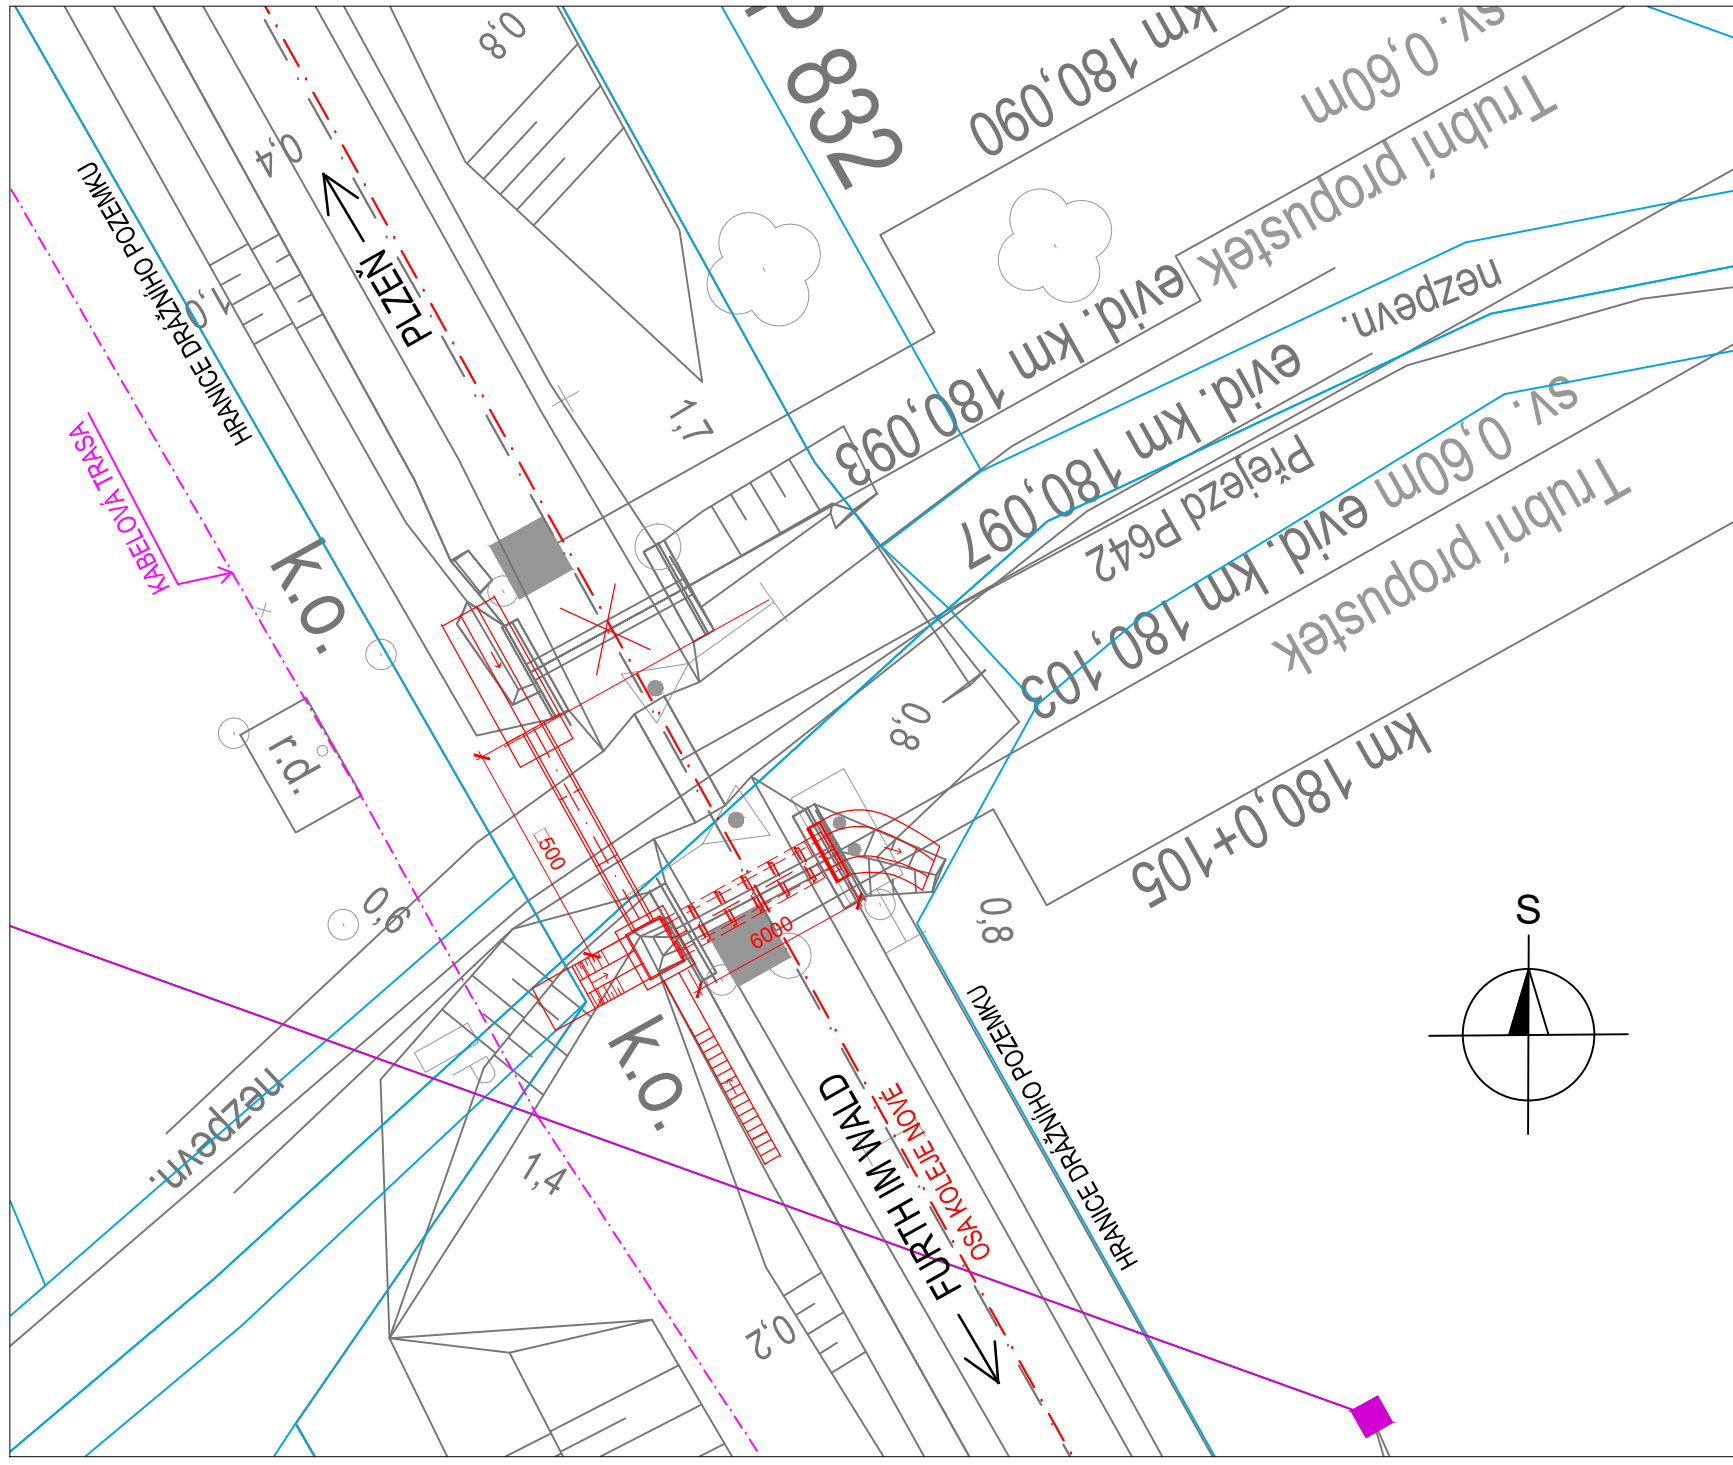 0,8
P 832
km 180,090
sv. 0,60m
Trubní propustek
evid. km 180,093
0,4
HRANICE DRÁŽNÍHO POZEMKU
1,0
PLZEŇ
nezpevn.
evid. km 180,097
Přejezd P642
1,7
KABELOVÁ TRASA
sv. 0,60m
evid. km 180,103
Trubní propustek
K.O.
r.d.
0,8
km 180,0+105
500
6000
0,6
0,8
S
K.O.
nezpevn.
1,4
FURTH IM WALD
OSA KOLEJE NOVÉ
HRANICE DRÁŽNÍHO POZEMKU
0,2